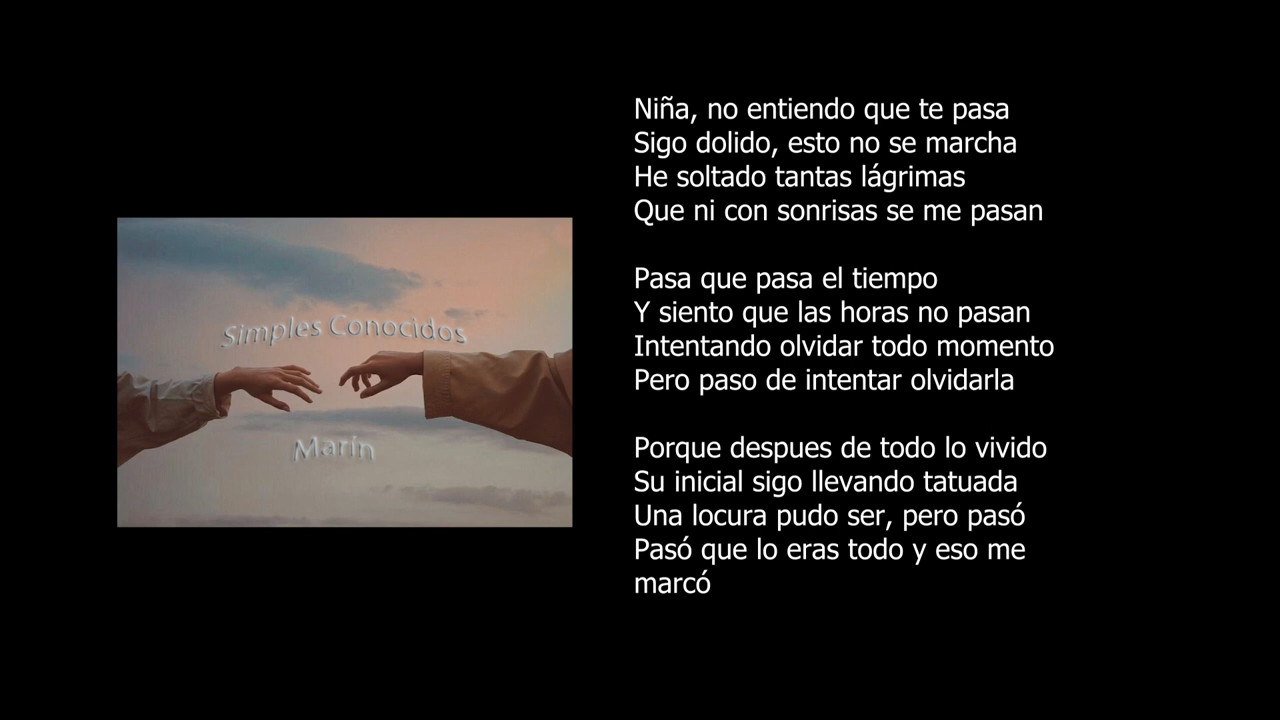 Simples Conocidos
Marín
Niña, no entiendo que te pasa
Sigo dolido, esto no se marcha
He soltado tantas lágrimas
Que ni con sonrisas se me pasan
Pasa que pasa el tiempo
Y siento que las horas no pasan
Intentando olvidar todo momento
Pero paso de intentar olvidarla
Porque despues de todo lo vivido
Su inicial sigo llevando tatuada
Una locura pudo ser, pero pasó
Pasó que lo eras todo y eso me
marcó